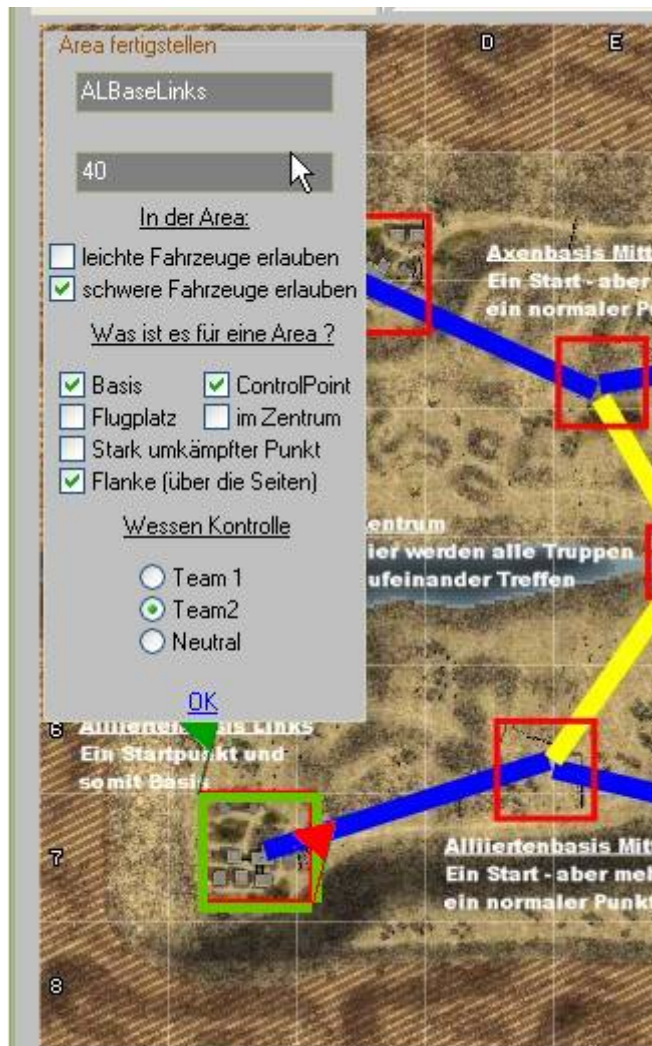 Area fertigstellen
ALBaseLinks
40
In der Area:
leichte Fahrzeuge erlauben
schwere Fahrzeuge erlauben
Was ist es für eine Area ?
Basis
ControlPoint
Flugplatz
im Zentrum
Stark umkämpfter Punkt
Flanke (über die Seiten)
Wessen Kontrolle
Team 1
Team2
Neutral
OK
D
E
Axenbasis Mitt
Ein Start - aber
ein normaler P
entrum
ier werden alle Truppen
ufeinander Treffen
6
Ein Startpunkt und
somit Basis
7
Alliiertenbasis Mit
Ein Start - aber meh
ein normaler Punkt
8